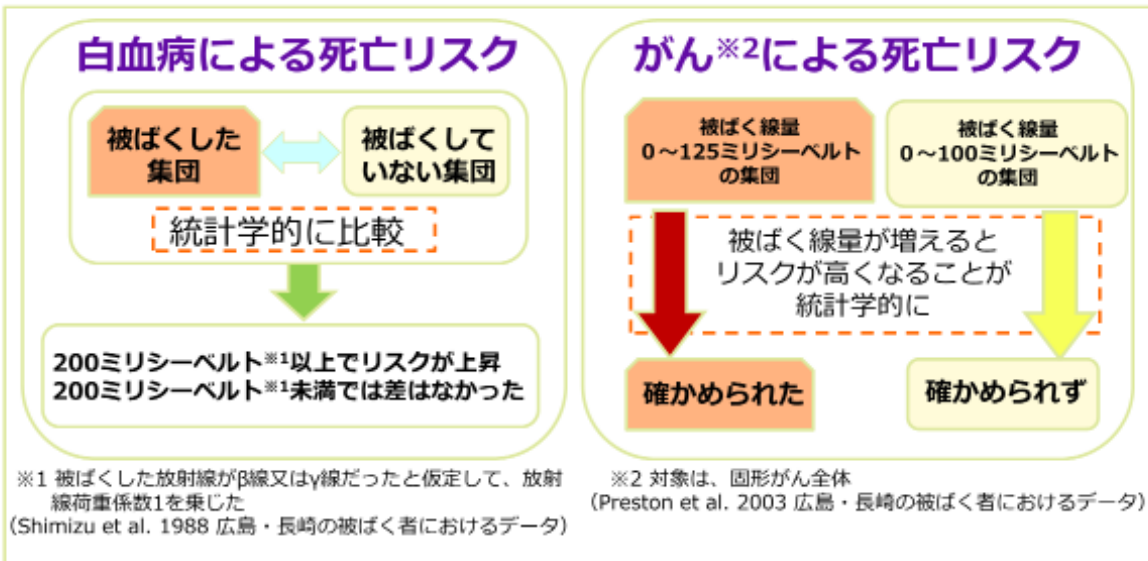 白血病による死亡リスク
被ばくした
集団
被ばくして
いない集団
統計学的に比較
200ミリシーベルト※1以上でリスクが上昇
200ミリシーベルト※1未満では差はなかった
※1 被ばくした放射線がβ線又はγ線だったと仮定して、放射
線荷重係数1を乗じた
（Shimizu et al. 1988 広島・長崎の被ばく者におけるデータ）
がん※2による死亡リスク
被ばく線量
0～125ミリシーベルト
の集団
被ばく線量
0～100ミリシーベルト
の集団
被ばく線量が増えると
リスクが高くなることが
統計学的に
確かめられた
確かめられず
※2 対象は、固形がん全体
（Preston et al. 2003 広島・長崎の被ばく者におけるデータ）